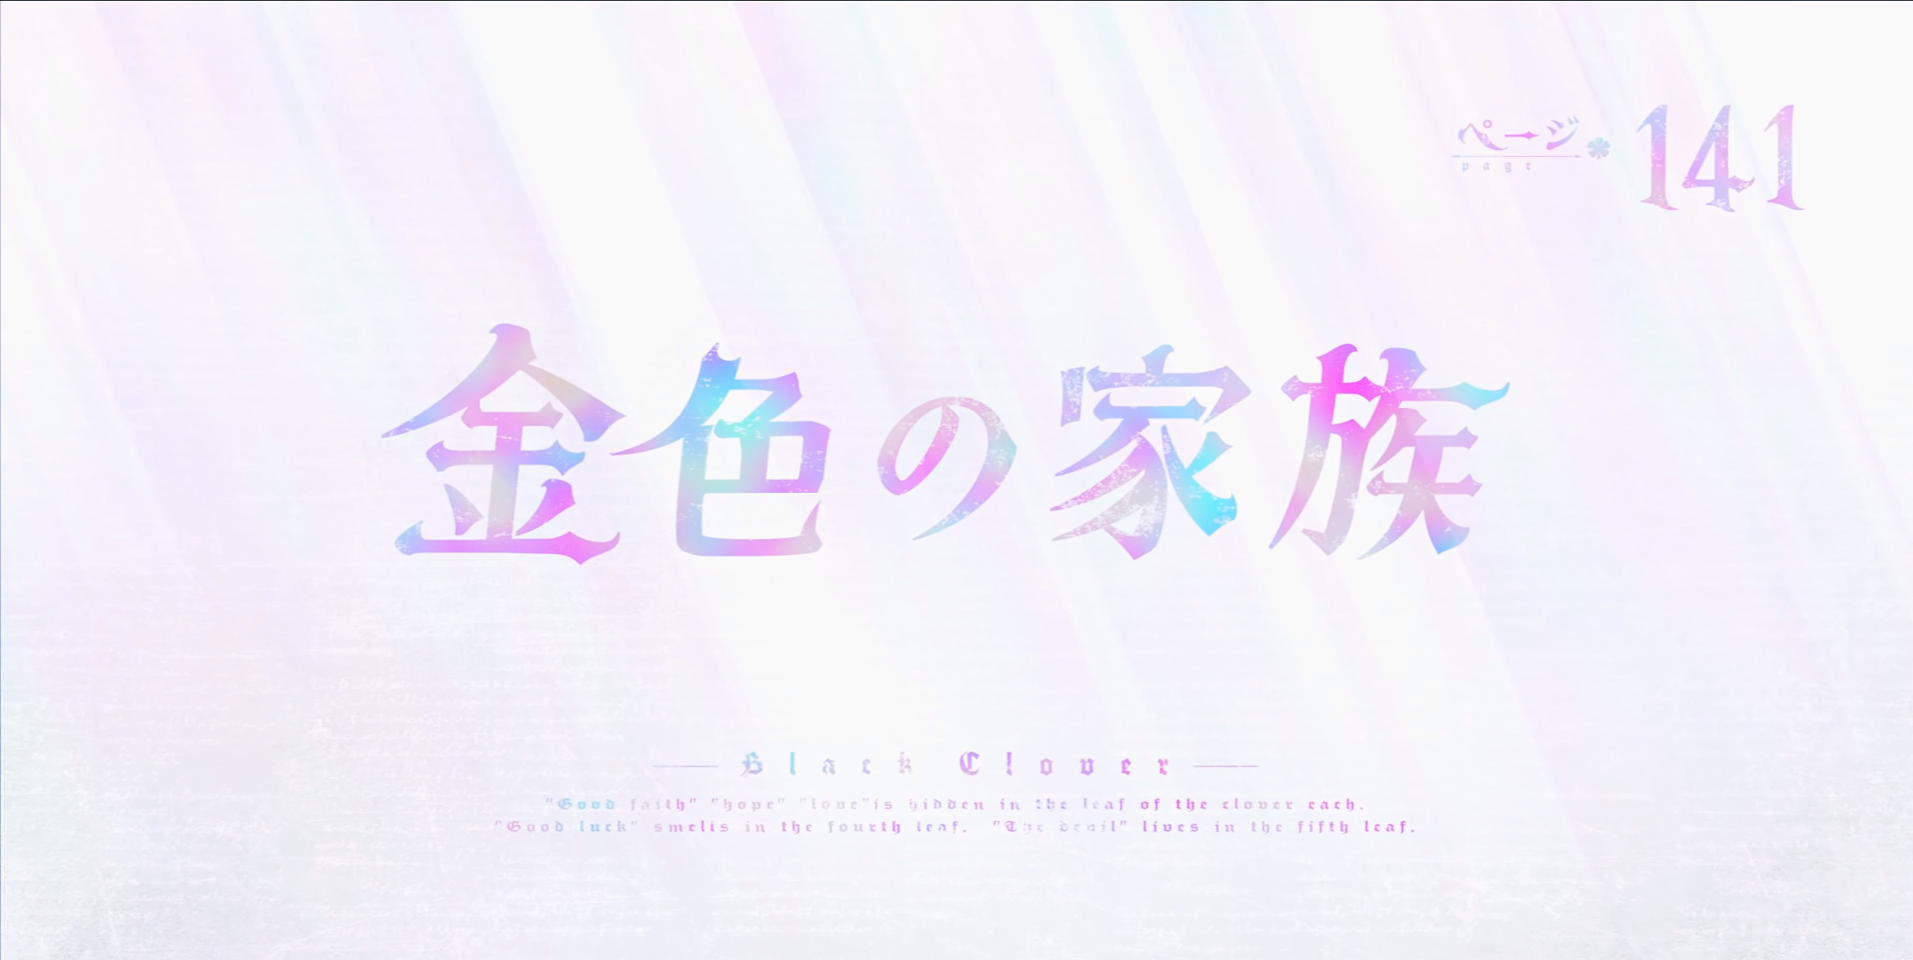 ページ 141
page
金色の家族
Black Clover
"Good faith" "hope" "love"is hidden in the leaf of the clover each.
"Good luck" smells in the fourth leaf. "The devil" lives in the fifth leaf.